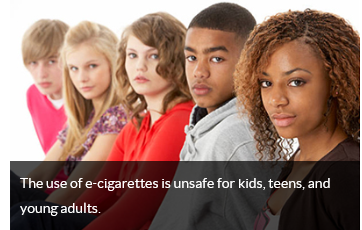 The use of e-cigarettes is unsafe for kids, teens, and
young adults.